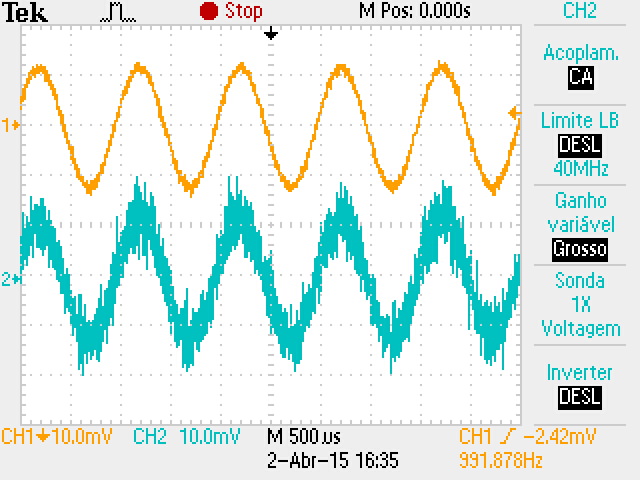 Tek Stop M Pos: 0.000s CH2
Acoplam.
CA
1
Limite LB
DESL
40MHz
Ganho
variável
Grosso
2
Sonda
1X
Voltagem
Inverter
DESL
CH1 10.0mV CH2 10.0mV M 500µs CH1 -2.42mV
2-Abr-15 16:35 991.878Hz